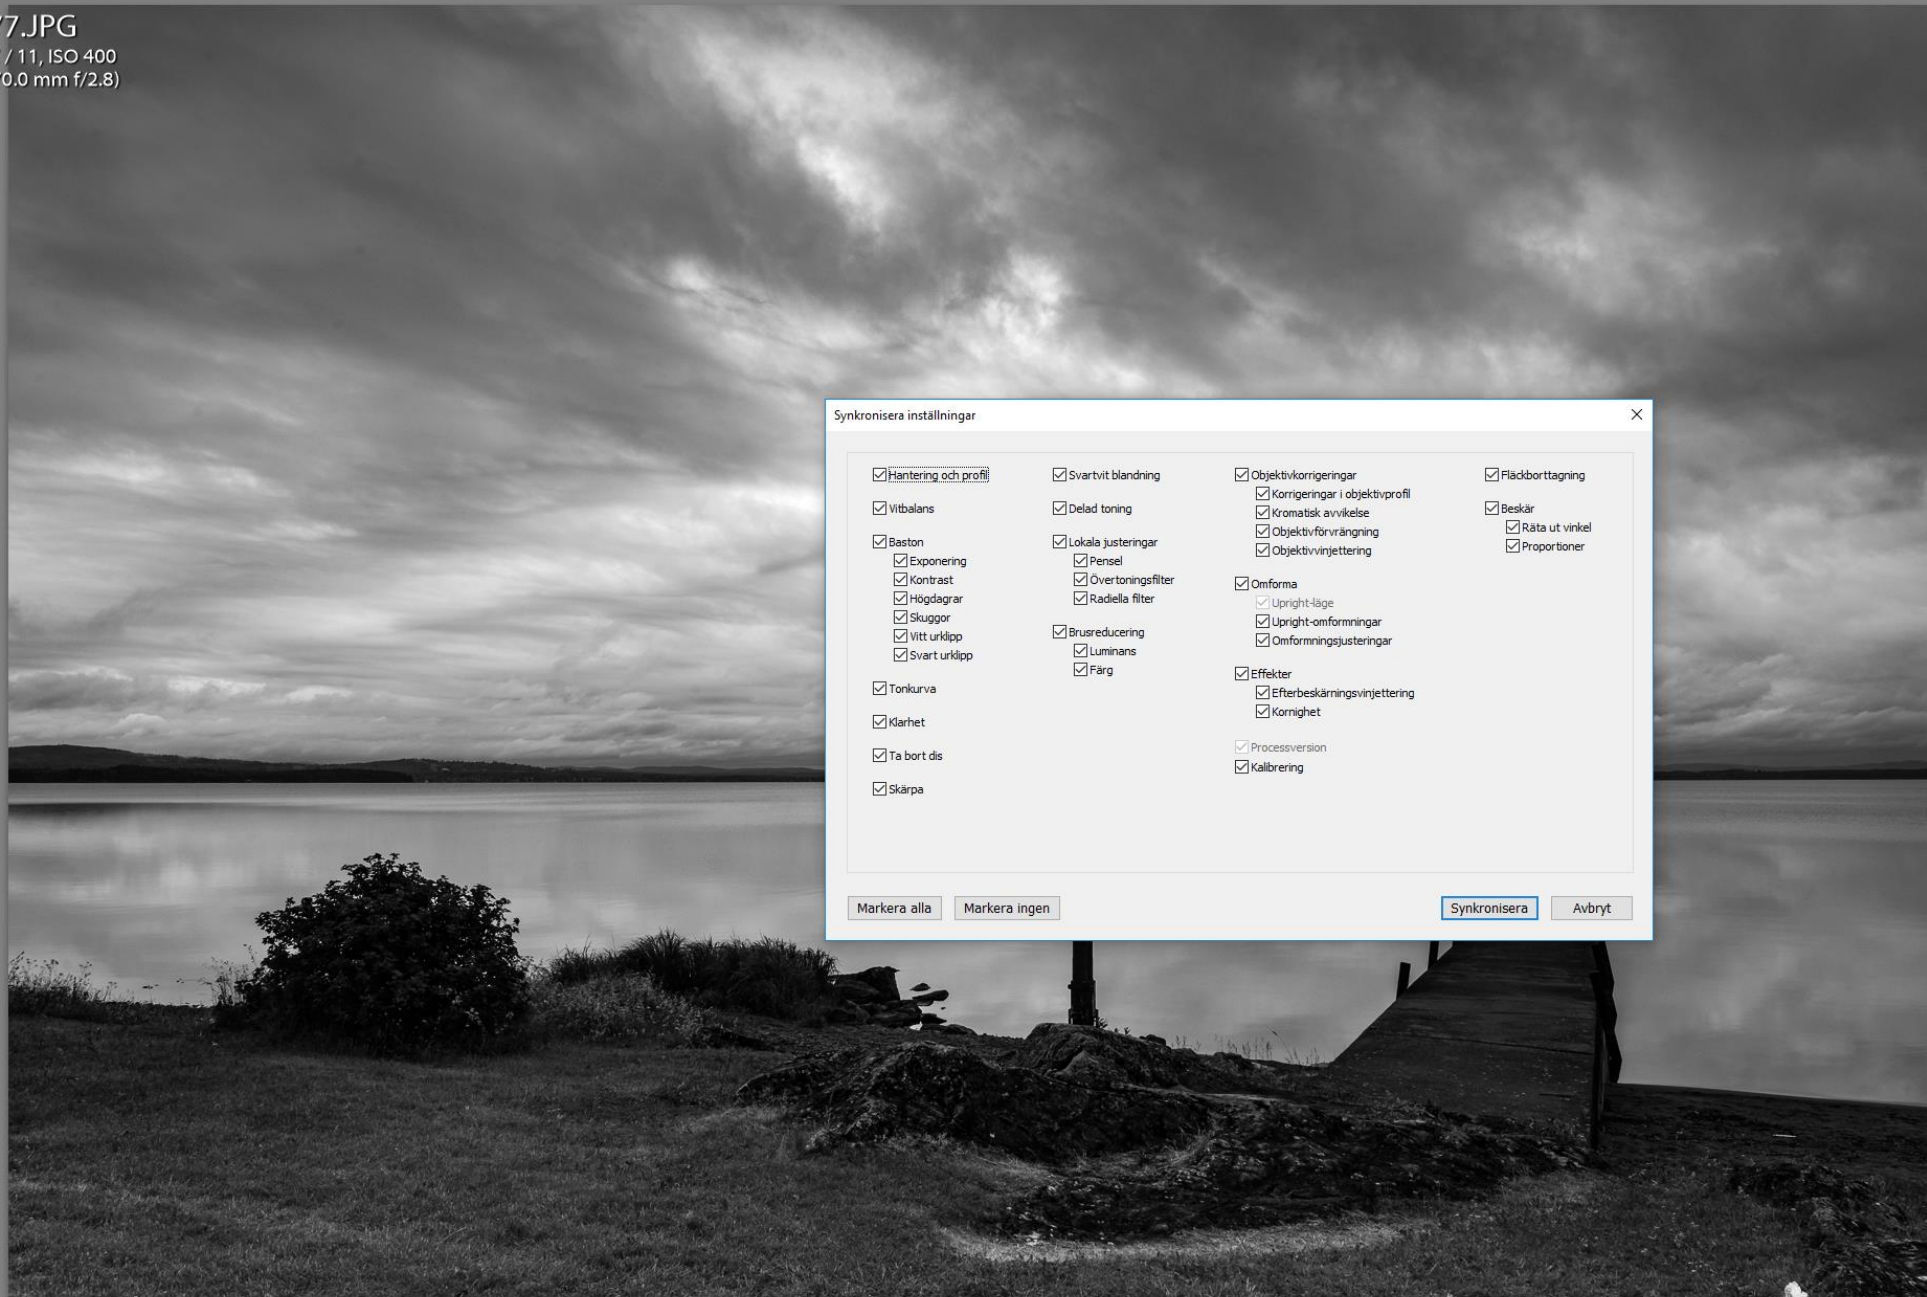 7.JPG
/ 11, ISO 400
0.0 mm f/2.8)
Synkronisera inställningar
Hantering och profil
Vitbalans
Baston
Exponering
Kontrast
Högdagrar
Skuggor
Vitt urklipp
Svart urklipp
Tonkurva
Klarhet
Ta bort dis
Skärpa
Svartvit blandning
Delad toning
Lokala justeringar
Pensel
Övertoningsfilter
Radiella filter
Brusreducering
Luminans
Färg
Objektivkorrigeringar
Korrigeringar i objektivprofil
Kromatisk avvikelse
Objektivförvrängning
Objektivvinjettering
Omforma
Upright-läge
Upright-omformningar
Omformningsjusteringar
Effekter
Efterbeskärningsvinjettering
Kornighet
Processversion
Kalibrering
Fläckborttagning
Beskär
Räta ut vinkel
Proportioner
Markera alla
Markera ingen
Synkronisera
Avbryt